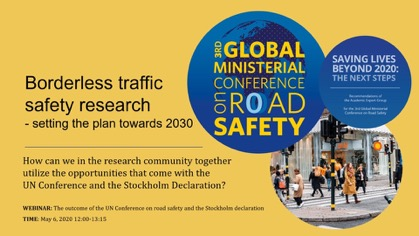 Borderless traffic
safety research
- setting the plan towards 2030
3RD GLOBAL
MINISTERIAL
CONFERENCE
ON ROAD
SAFETY
SAVING LIVES
BEYOND 2020:
THE NEXT STEPS
Recommendations of
the Academic Expert Group
for the 3rd Global Ministerial
Conference on Road Safety
How can we in the research community together
utilize the opportunities that come with the
UN Conference and the Stockholm Declaration?
WEBINAR: The outcome of the UN Conference on road safety and the Stockholm declaration
TIME: May 6, 2020 12:00-13:15